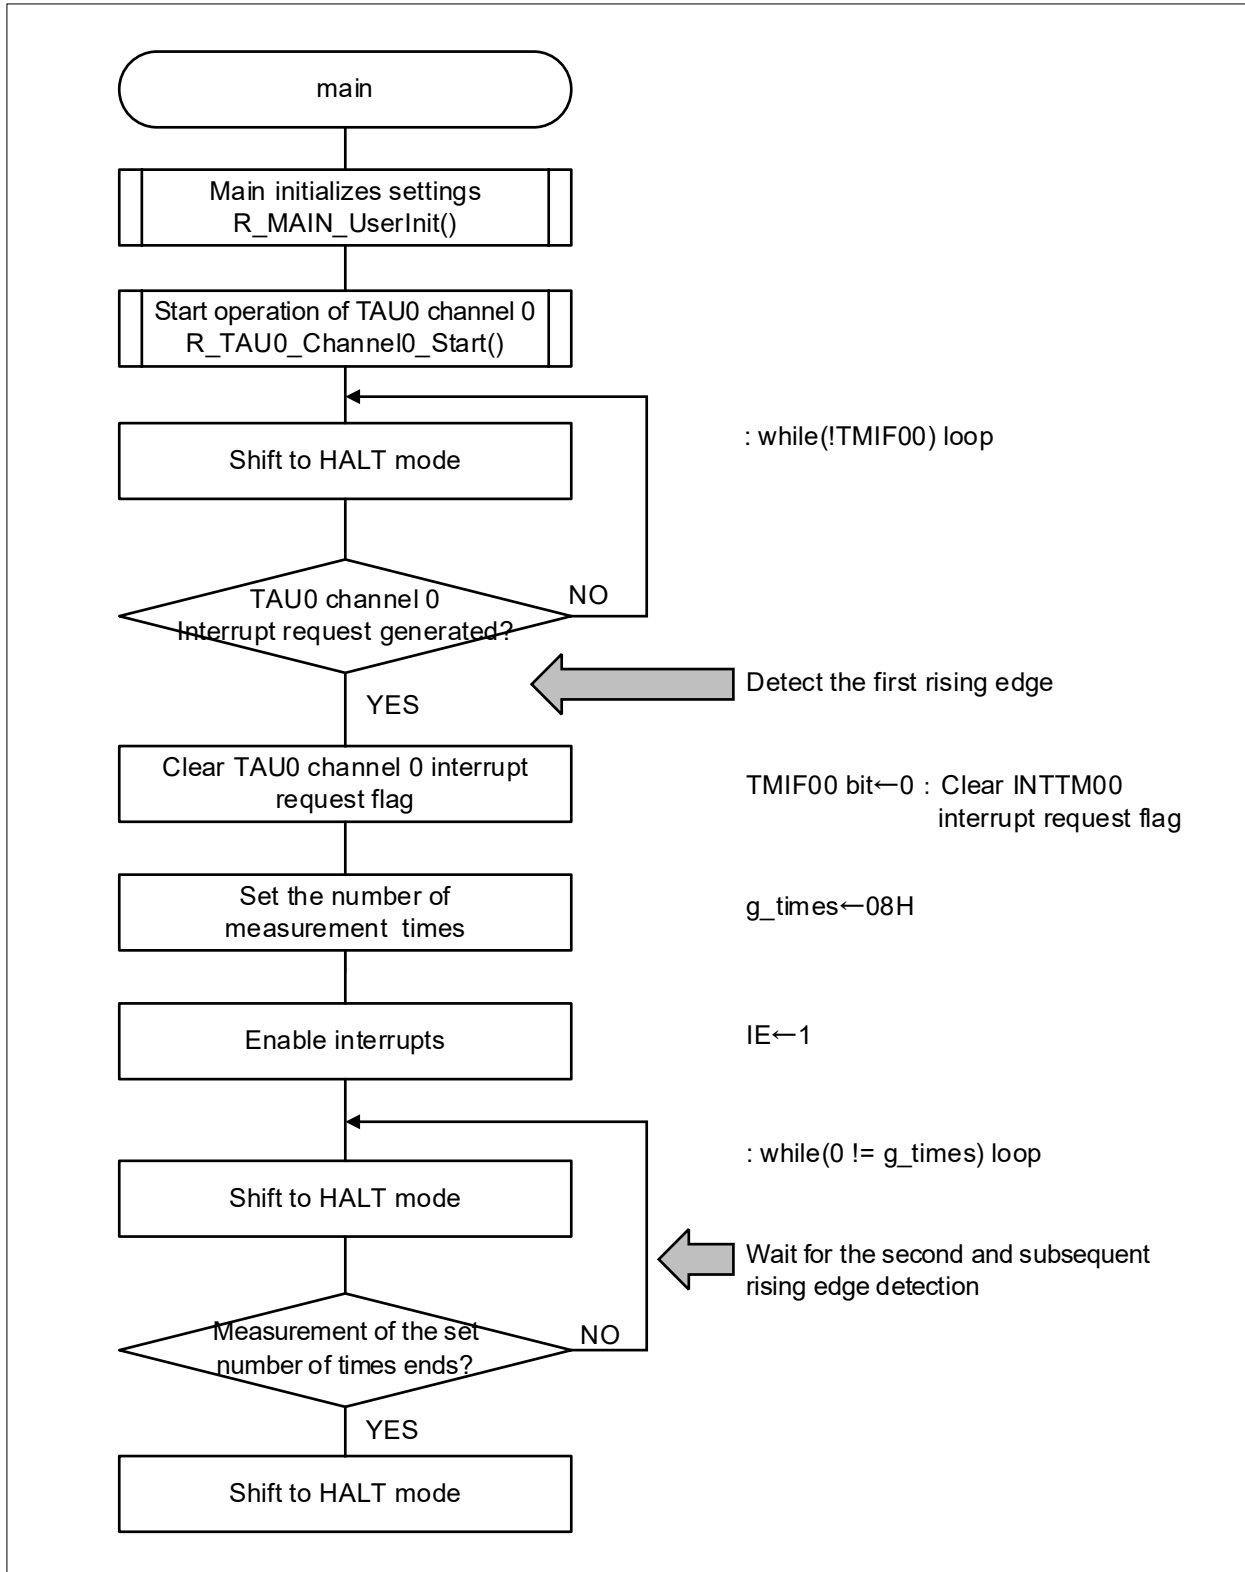 main
Main initializes settings
R_MAIN_UserInit()
Start operation of TAU0 channel 0
R_TAU0_Channel0_Start()
: while(!TMIF00) loop
Shift to HALT mode
TAU0 channel 0
Interrupt request generated?
NO
Detect the first rising edge
YES
Clear TAU0 channel 0 interrupt
request flag
TMIF00 bit←0 : Clear INTTM00
interrupt request flag
Set the number of
measurement times
g_times←08H
Enable interrupts
IE←1
: while(0 != g_times) loop
Shift to HALT mode
Wait for the second and subsequent
rising edge detection
Measurement of the set
number of times ends?
NO
YES
Shift to HALT mode